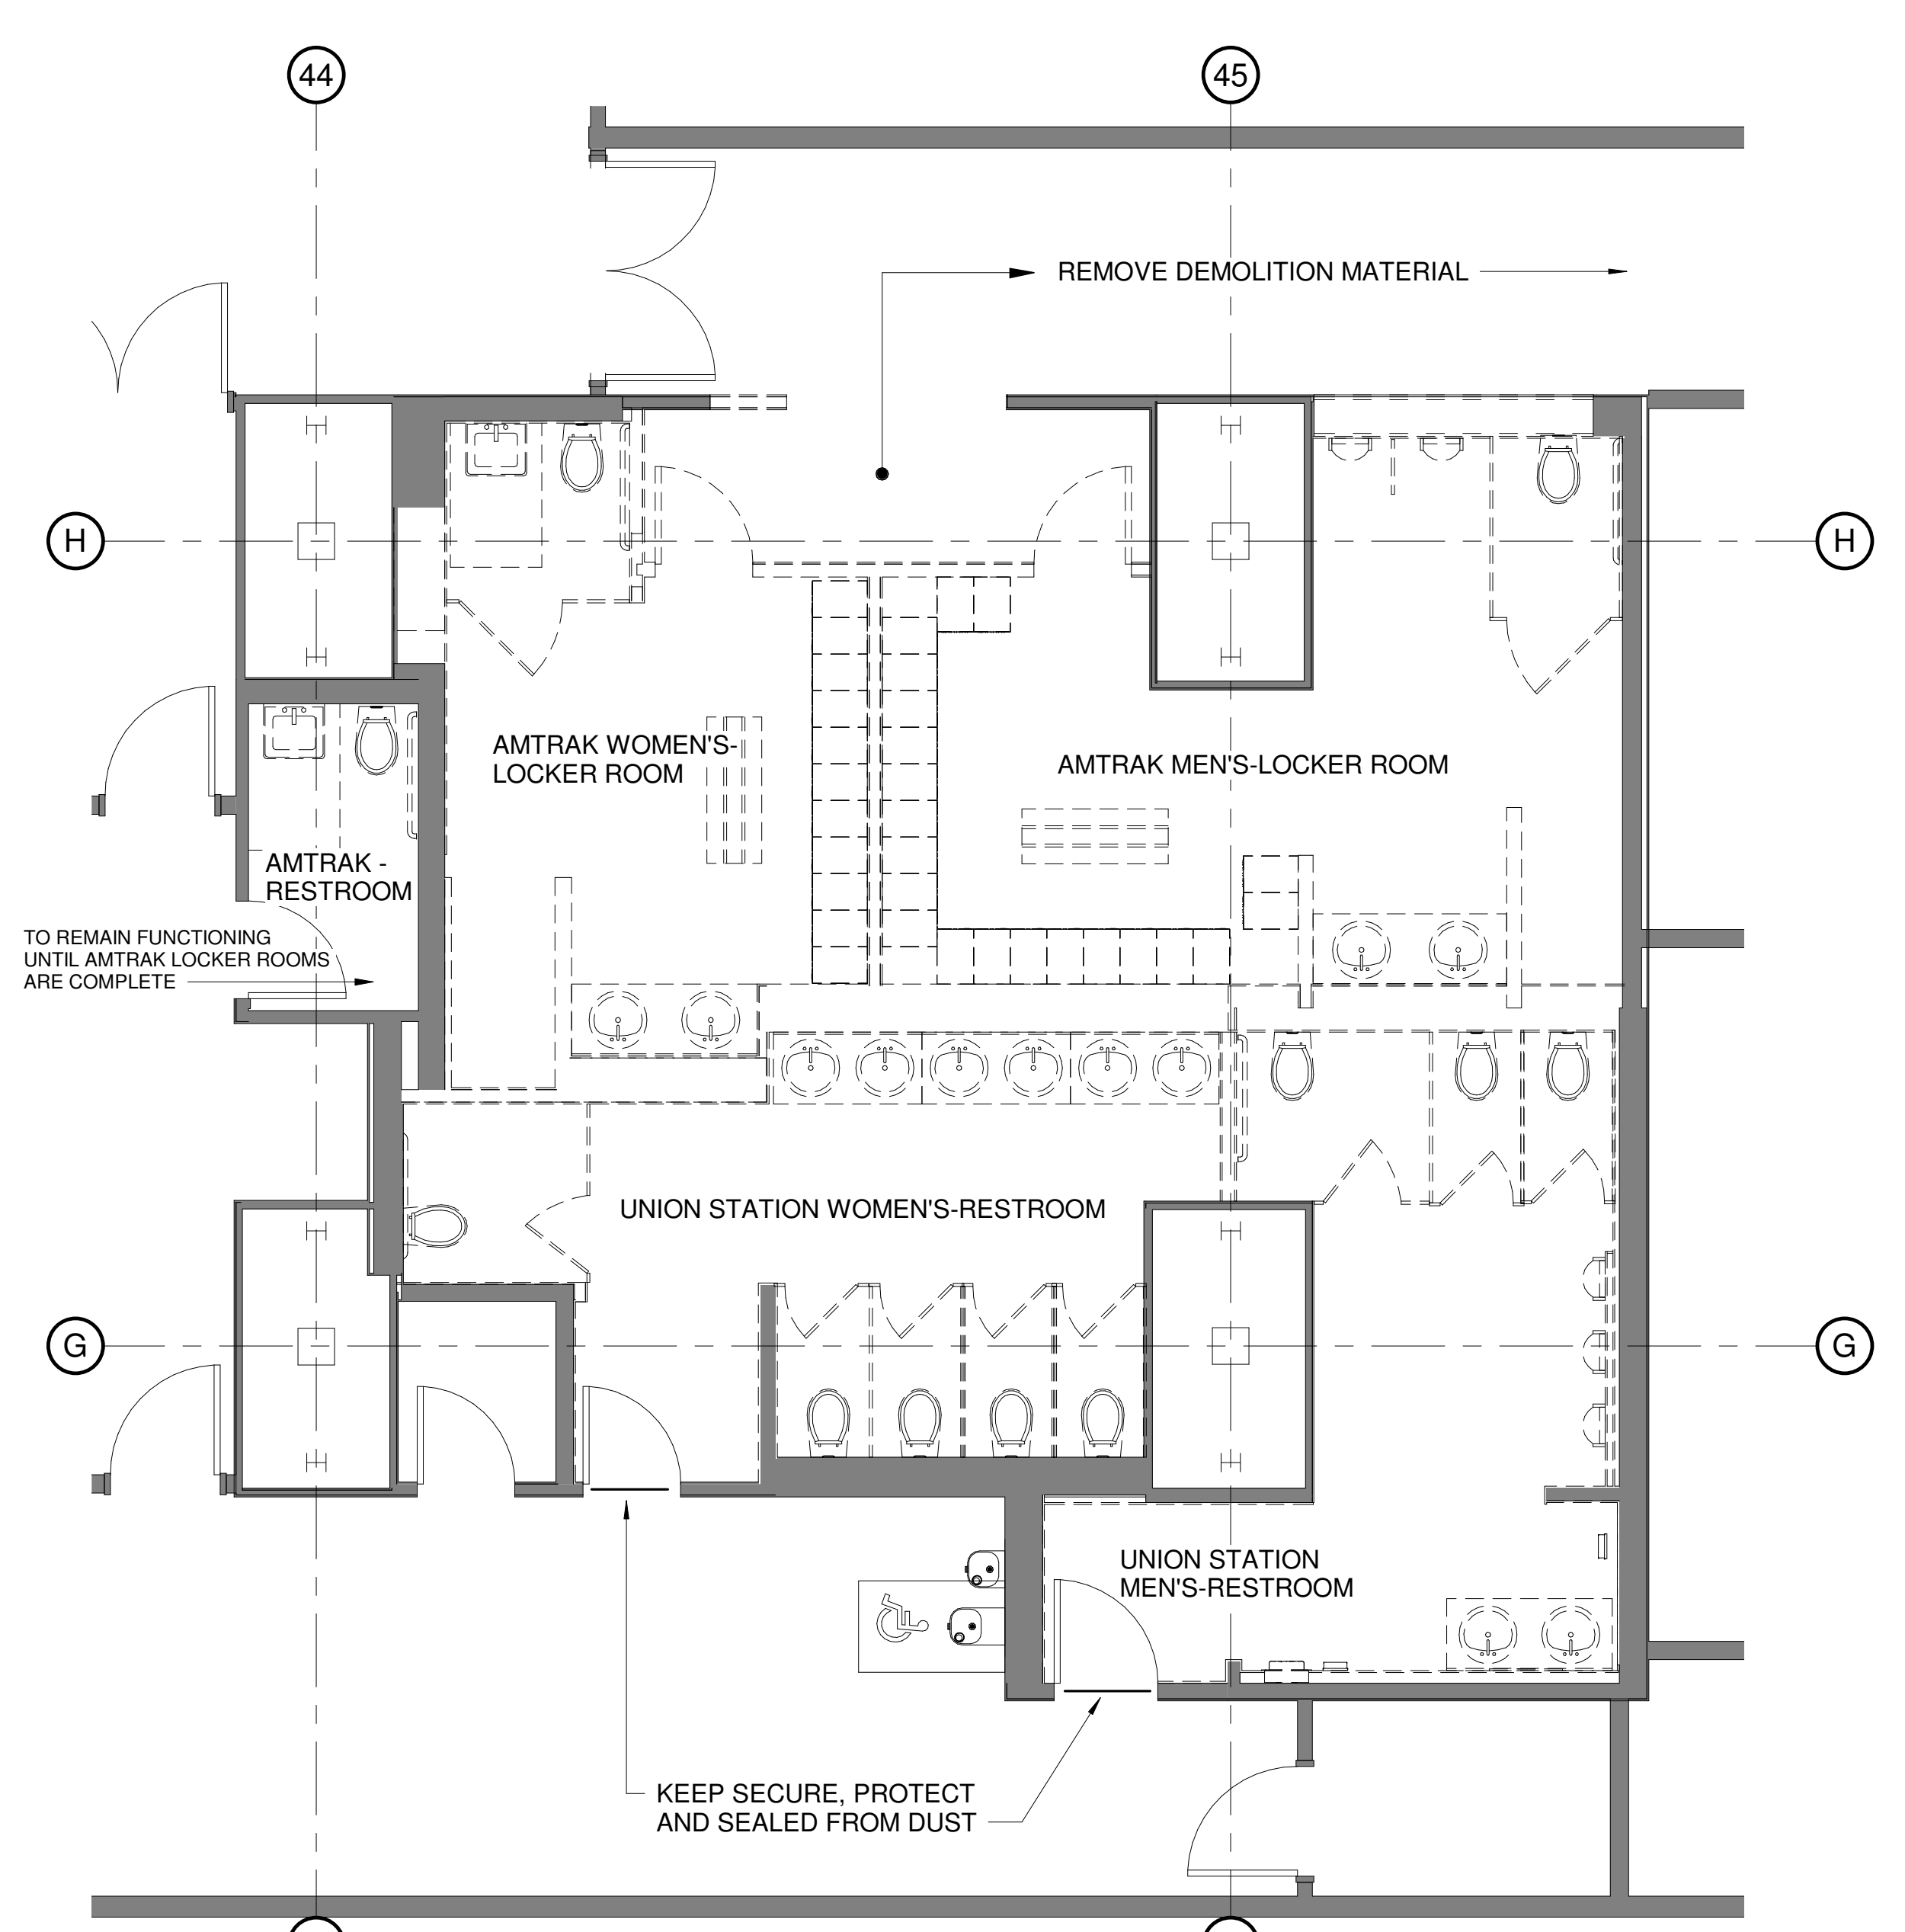 44
45
REMOVE DEMOLITION MATERIAL
H
H
AMTRAK WOMEN'S-
LOCKER ROOM
AMTRAK MEN'S-LOCKER ROOM
AMTRAK -
RESTROOM
TO REMAIN FUNCTIONING
UNTIL AMTRAK LOCKER ROOMS
ARE COMPLETE
UNION STATION WOMEN'S-RESTROOM
G
G
UNION STATION
MEN'S-RESTROOM
KEEP SECURE, PROTECT
AND SEALED FROM DUST